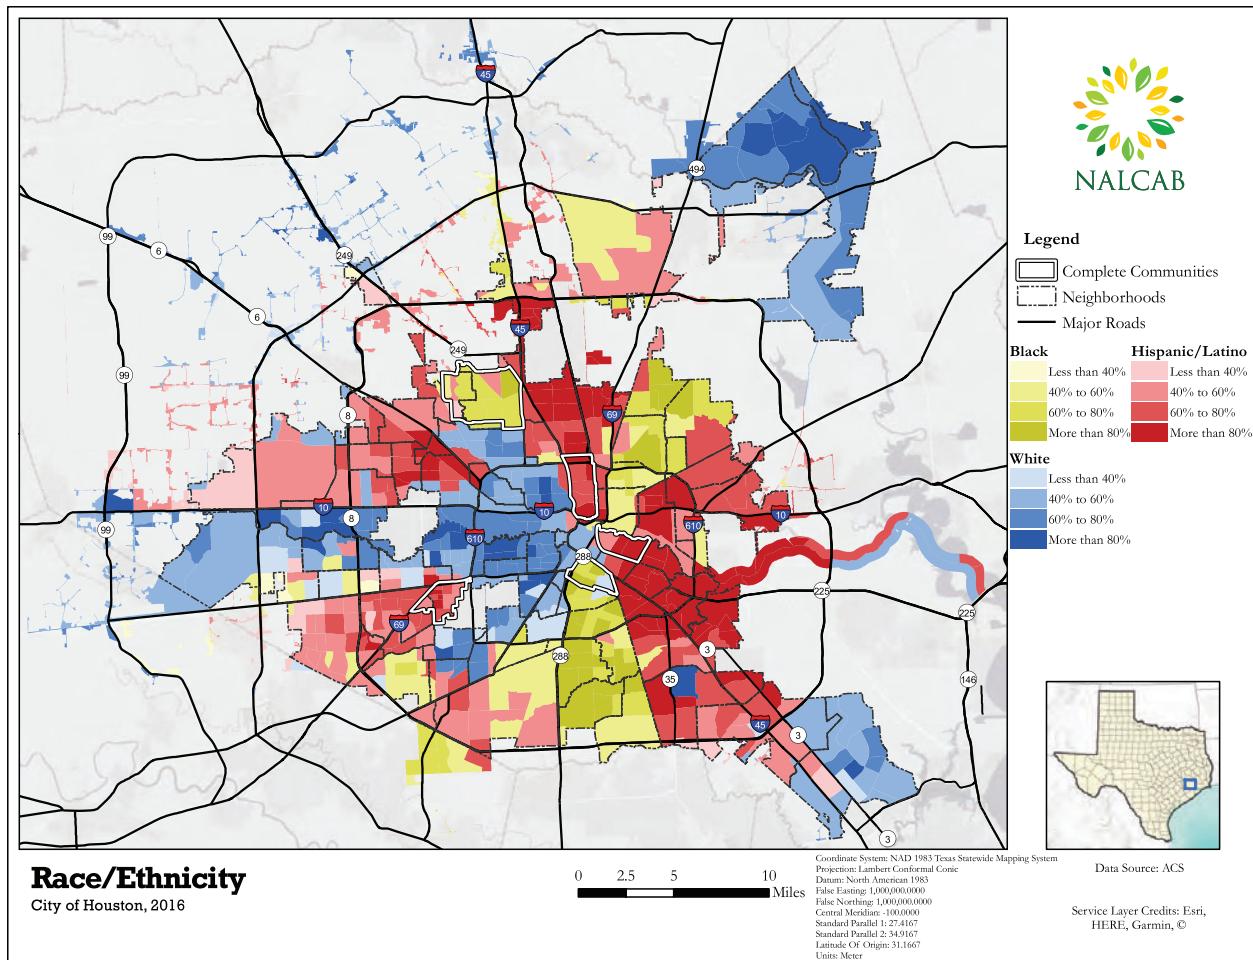 45
494
99
6
249
6
45
249
99
8
69
10
8
10
610
10
610
99
288
225
69
225
288
3
35
146
45
3
3
NALCAB
Legend
Complete Communities
Neighborhoods
Major Roads
Black
Less than 40%
40% to 60%
60% to 80%
More than 80%
Hispanic/Latino
Less than 40%
40% to 60%
60% to 80%
More than 80%
White
Less than 40%
40% to 60%
60% to 80%
More than 80%
Race/Ethnicity
City of Houston, 2016
0 2.5 5 10
Miles
Coordinate System: NAD 1983 Texas Statewide Mapping System
Projection: Lambert Conformal Conic
Datum: North American 1983
False Easting: 1,000,000.0000
False Northing: 1,000,000.0000
Central Meridian: -100.0000
Standard Parallel 1: 27.4167
Standard Parallel 2: 34.9167
Latitude Of Origin: 31.1667
Units: Meter
Data Source: ACS
Service Layer Credits: Esri,
HERE, Garmin, ©